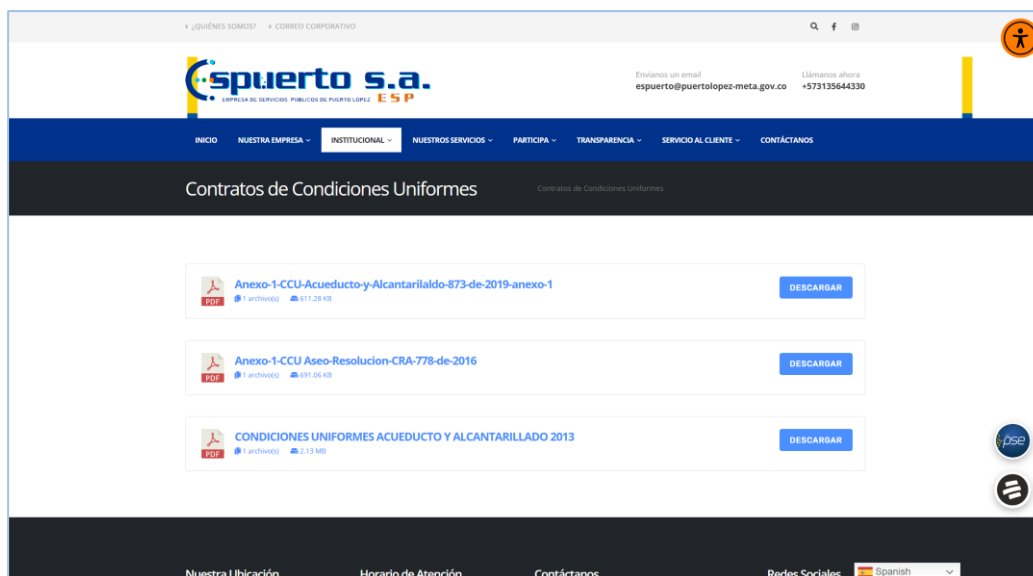 ¿QUIÉNES SOMOS? CORREO CORPORATIVO
espuerto s.a.
EMPRESA DE SERVICIOS PUBLICOS DE PUERTO LOPEZ E S P
Envíanos un email
espuerto@puertolopez-meta.gov.co
Llámanos ahora
+573135644330
INICIO NUESTRA EMPRESA INSTITUCIONAL NUESTROS SERVICIOS PARTICIPA TRANSPARENCIA SERVICIO AL CLIENTE CONTÁCTANOS
Contratos de Condiciones Uniformes
Contratos de Condiciones Uniformes
PDF
Anexo-1-CCU-Acueducto-y-Alcantarilaldo-873-de-2019-anexo-1
1 archivo(s) 611.28 KB
DESCARGAR
PDF
Anexo-1-CCU Aseo-Resolucion-CRA-778-de-2016
1 archivo(s) 691.06 KB
DESCARGAR
PDF
CONDICIONES UNIFORMES ACUEDUCTO Y ALCANTARILLADO 2013
1 archivo(s) 2.13 MB
DESCARGAR
pse
Nuestra Ubicación Horario de Atención Contáctanos Redes Sociales
Spanish